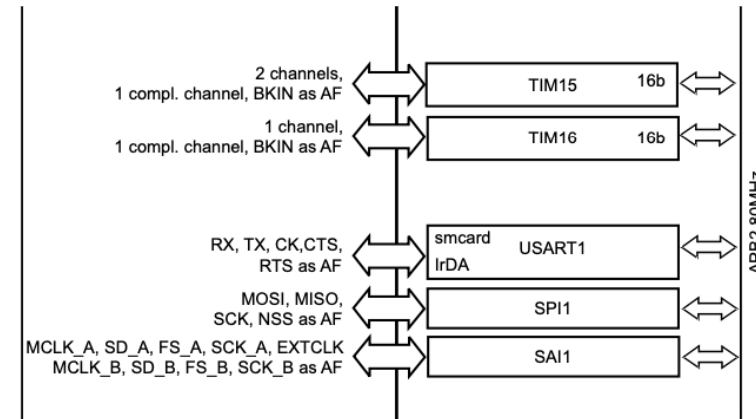 2 channels,
1 compl. channel, BKIN as AF
TIM15
16b
1 channel,
1 compl. channel, BKIN as AF
TIM16
16b
RX, TX, CK,CTS,
RTS as AF
smcard
IrDA
USART1
MOSI, MISO,
SCK, NSS as AF
SPI1
MCLK_A, SD_A, FS_A, SCK_A, EXTCLK
MCLK_B, SD_B, FS_B, SCK_B as AF
SAI1
APB2 80MHz